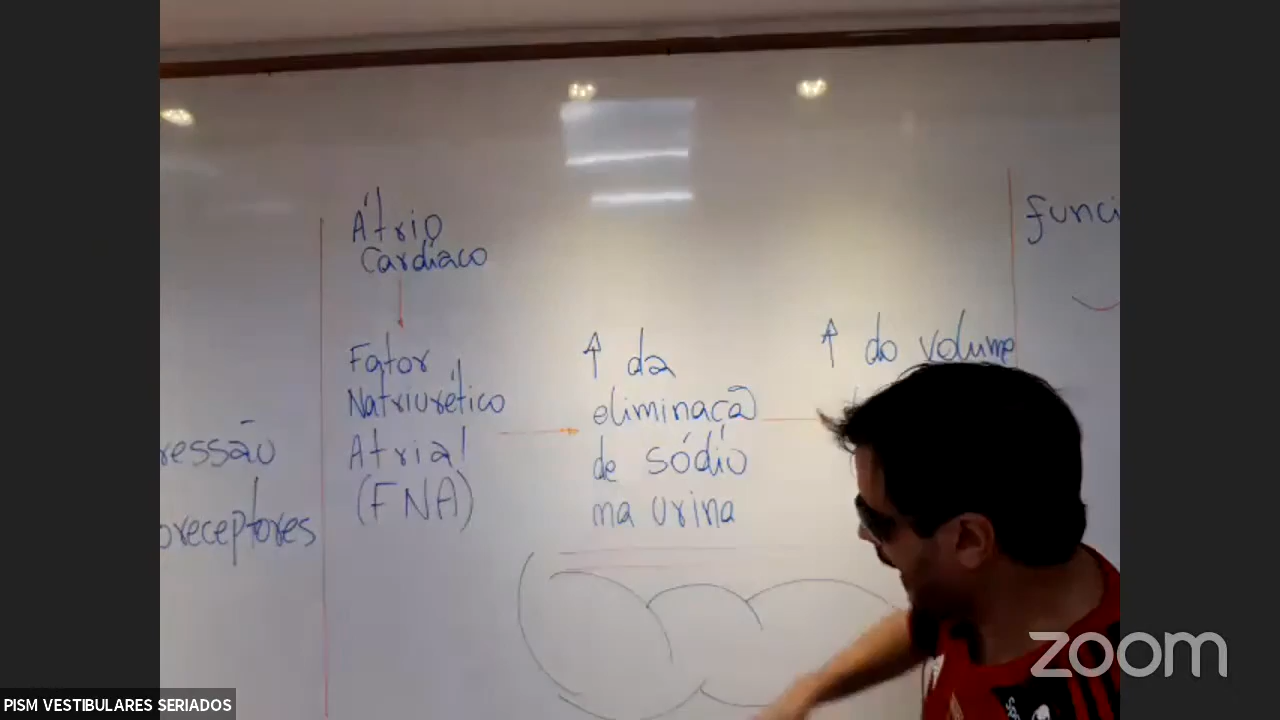 ressão
oreceptores
Átrio
Cardíaco
Fator
Natriurético
Atrial
(FNA)
↑ da
eliminação
de sódio
na urina
↑ do volume
funci
zoom
PISM VESTIBULARES SERIADOS